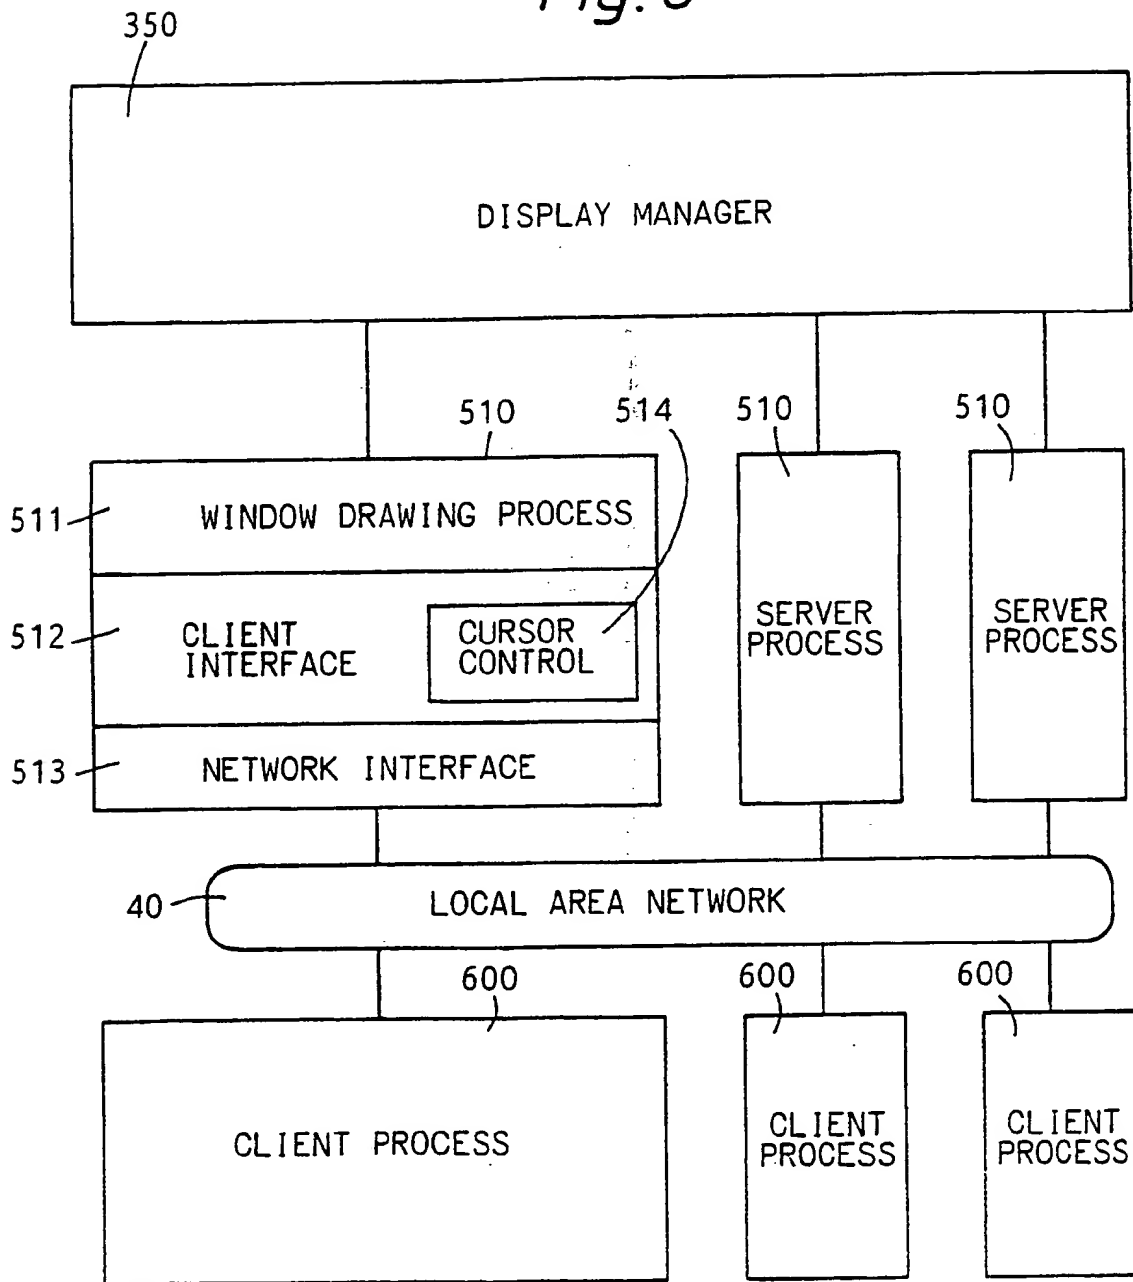 350
DISPLAY MANAGER
510
514
510
510
511
WINDOW DRAWING PROCESS
512
CLIENT
INTERFACE
CURSOR
CONTROL
SERVER
PROCESS
SERVER
PROCESS
513
NETWORK INTERFACE
40
LOCAL AREA NETWORK
600
600
600
CLIENT PROCESS
CLIENT
PROCESS
CLIENT
PROCESS